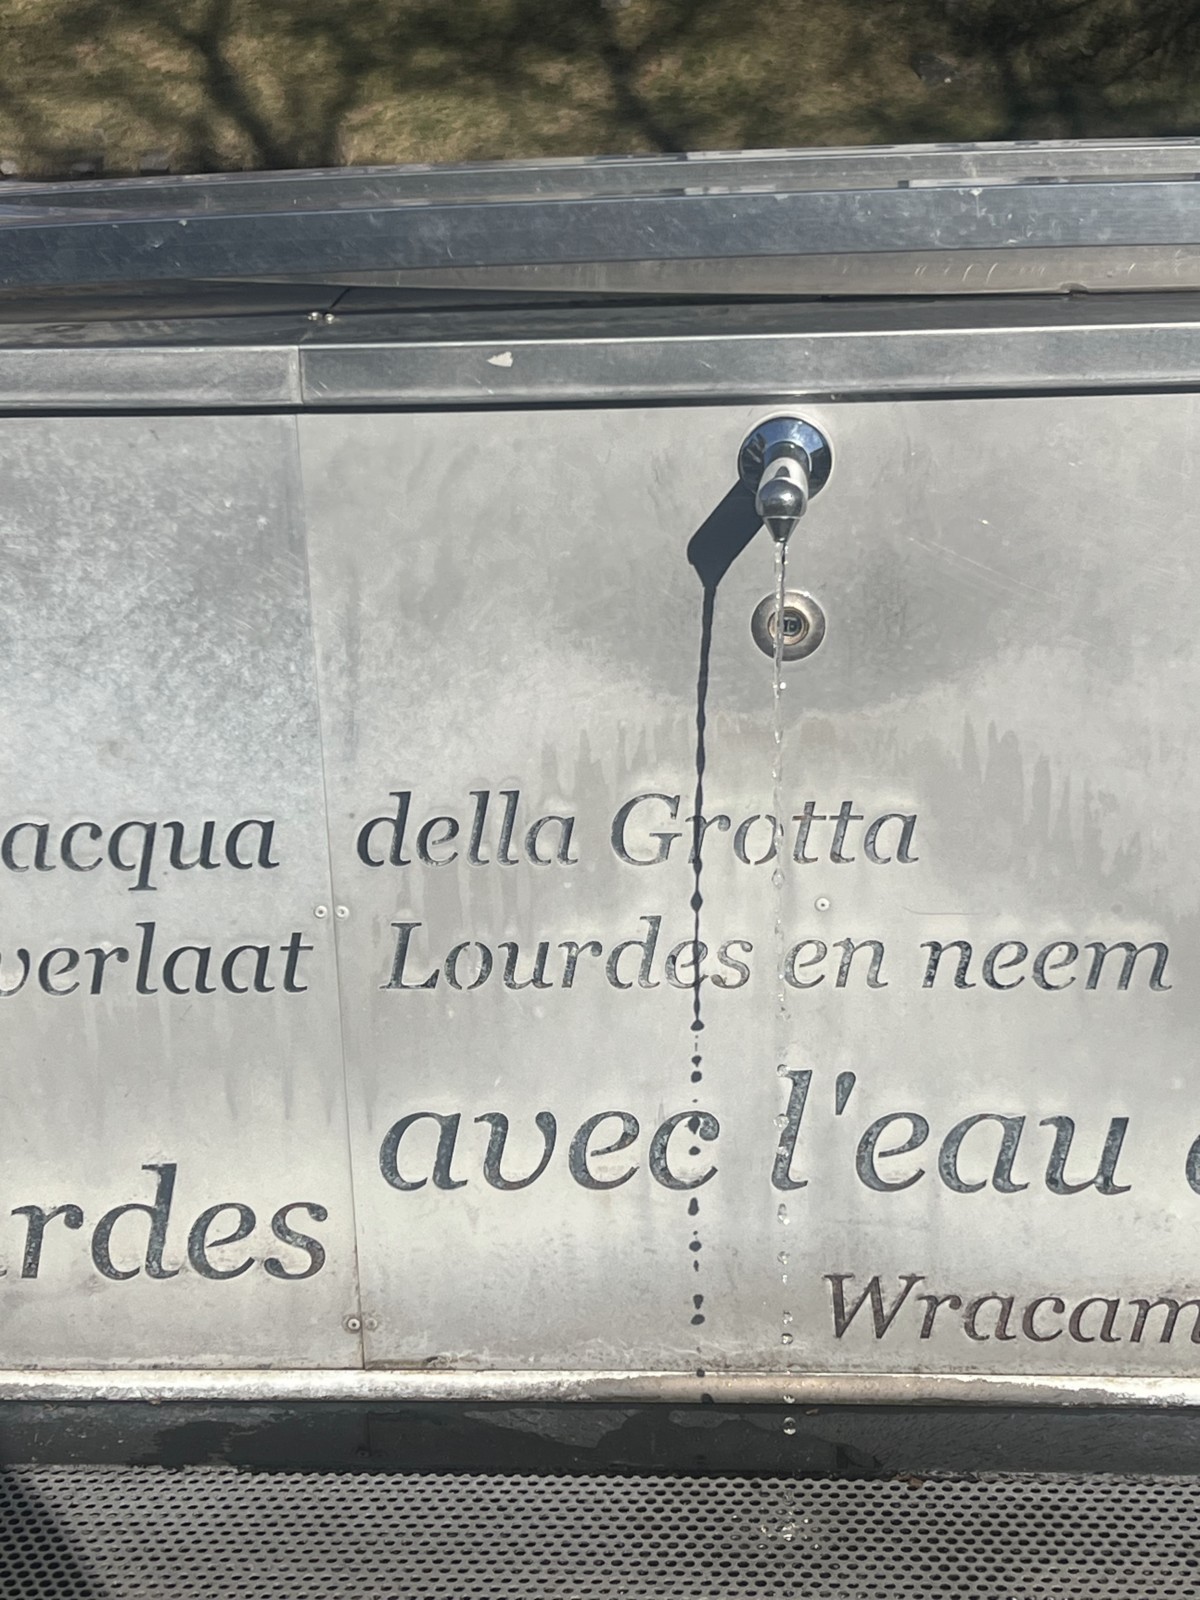 acqua della Grotta
verlaat Lourdes en neem
avec l'eau
rdes
Wracam